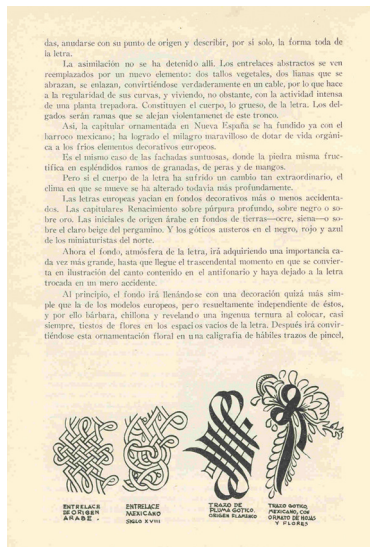 das, anudarse con su punto de origen y describir, por si solo, la forma toda de
la letra.
La asimilación no se ha detenido allí. Los entrelaces abstractos se ven
reemplazados por un nuevo elemento: dos tallos vegetales, dos lianas que se
abrazan, se enlazan, convirtiéndose verdaderamente en un cable, por lo que hace
a la regularidad de sus curvas, y viviendo, no obstante, con la actividad intensa
de una planta trepadora. Constituyen el cuerpo, lo grueso, de la letra. Los del-
gados serán ramas que se alejan violentamenet de este tronco.
Así, la capitular ornamentada en Nueva España se ha fundido ya con el
barroco mexicano; ha logrado el milagro maravilloso de dotar de vida orgáni-
ca a los fríos elementos decorativos europeos.
Es el mismo caso de las fachadas suntuosas, donde la piedra misma fruc-
tifica en espléndidos ramos de granadas, de peras y de mangos.
Pero si el cuerpo de la letra ha sufrido un cambio tan extraordinario, el
clima en que se mueve se ha alterado todavía más profundamente.
Las letras europeas yacían en fondos decorativos más o menos accidenta-
dos. Las capitulares Renacimiento sobre púrpura profundo, sobre negro o so-
bre oro. Las iniciales de origen árabe en fondos de tierras—ocre, siena—o so-
bre el claro beige del pergamino. Y los góticos austeros en el negro, rojo y azul
de los miniaturistas del norte.
Ahora el fondo, atmósfera de la letra, irá adquiriendo una importancia ca-
da vez más grande, hasta que llegue el trascendental momento en que se convier-
ta en ilustración del canto contenido en el antifonario y haya dejado a la letra
trocada en un mero accidente.
Al principio, el fondo irá llenándose con una decoración quizá más sim-
ple que la de los modelos europeos, pero resueltamente independiente de éstos,
y por ello bárbara, chillona y revelando una ingenua ternura al colocar, casi
siempre, tiestos de flores en los espacios vacíos de la letra. Después irá convir-
tiéndose esta ornamentación floral en una caligrafía de hábiles trazos de pincel,
ENTRELACE
DE ORIGEN
ARABE.
ENTRELACE
MEXICANO
SIGLO XVIII
TRAZO DE
PLUMA GOTICO.
ORIGEN FLAMENCO
TRAZO GOTICO,
MEXICANO, CON
ORNATO DE HOJAS
Y FLORES